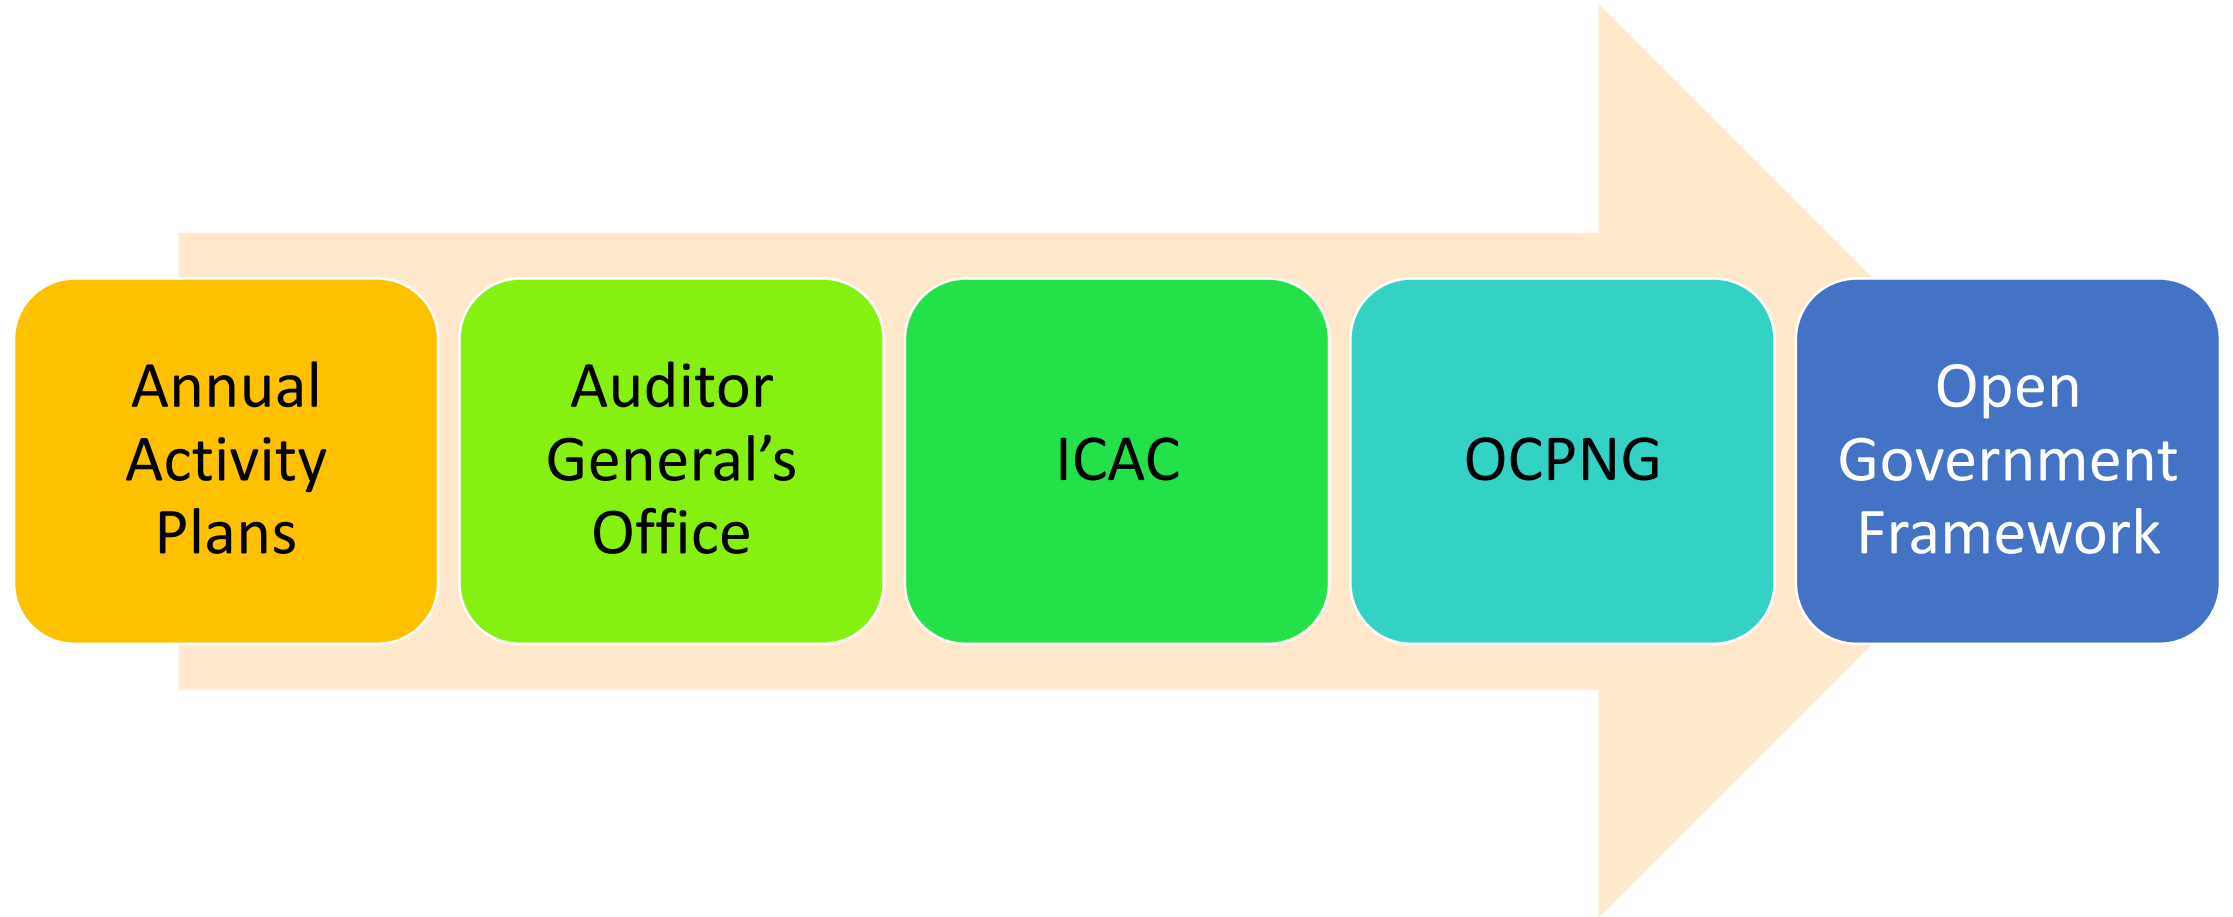 Annual
Activity
Plans
Auditor
General’s
Office
ICAC
OCPNG
Open
Government
Framework